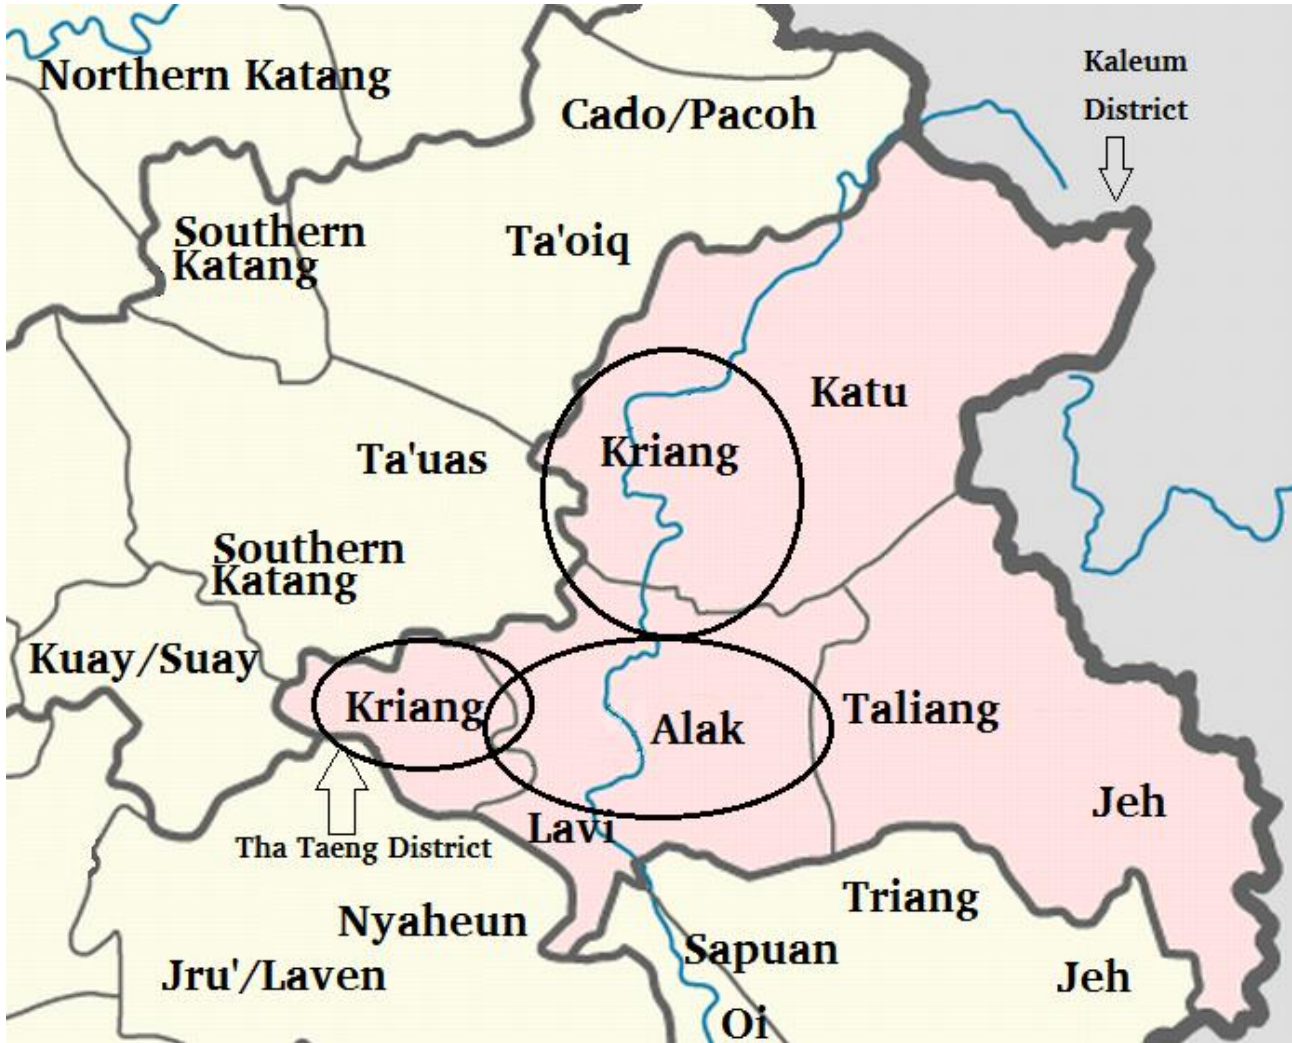 Northern Katang
Cado/Pacoh
Kaleum
District
Southern
Katang
Ta'oiq
Katu
Kriang
Ta'uas
Southern
Katang
Kuay/Suay
Kriang
Alak
Taliang
Jeh
Lavi
Tha Taeng District
Nyaheun
Triang
Sapuan
Jru'/Laven
Jeh
Oi